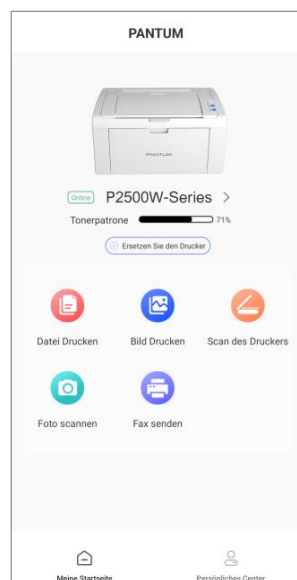 PANTUM
PANTUM
Online P2500W-Series >
Tonerpatrone 71%
Ersetzen Sie den Drucker
Datei Drucken Bild Drucken Scan des Druckers
Foto scannen Fax senden
Meine Startseite Persönliches Center